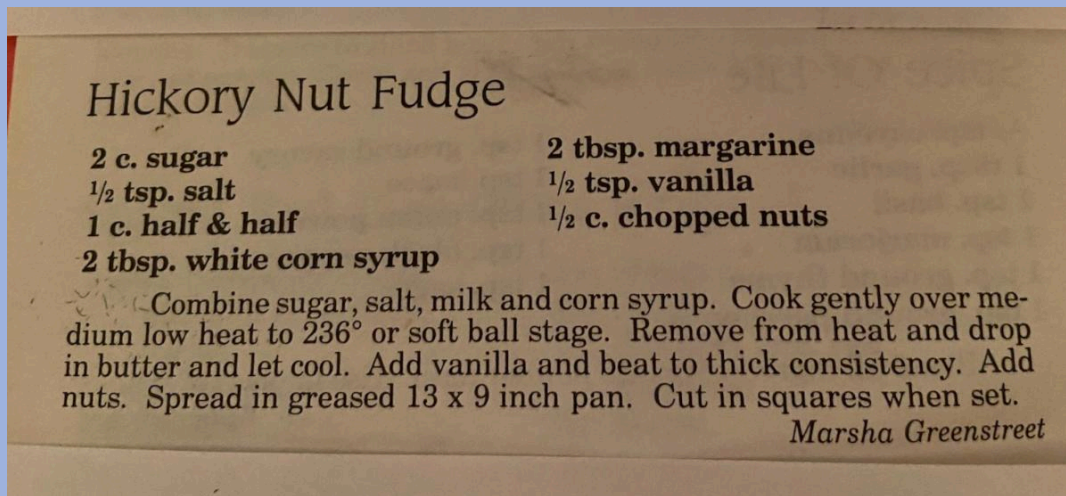 Hickory Nut Fudge
2 c. sugar
½ tsp. salt
1 c. half & half
2 tbsp. white corn syrup
2 tbsp. margarine
½ tsp. vanilla
½ c. chopped nuts
Combine sugar, salt, milk and corn syrup. Cook gently over me-
dium low heat to 236° or soft ball stage. Remove from heat and drop
in butter and let cool. Add vanilla and beat to thick consistency. Add
nuts. Spread in greased 13 x 9 inch pan. Cut in squares when set.
Marsha Greenstreet